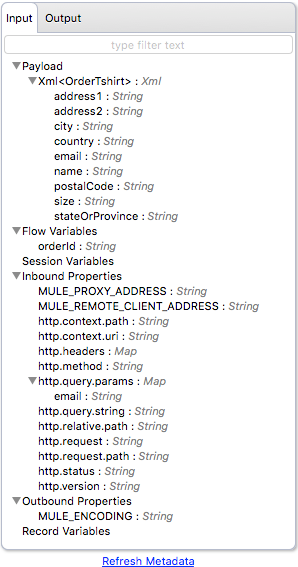 Input Output
type filter text
Payload
Xml<OrderTshirt> : Xml
address1 : String
address2 : String
city : String
country : String
email : String
name : String
postalCode : String
size : String
stateOrProvince : String
Flow Variables
orderId : String
Session Variables
Inbound Properties
MULE_PROXY_ADDRESS : String
MULE_REMOTE_CLIENT_ADDRESS : String
http.context.path : String
http.context.uri : String
http.headers : Map
http.method : String
http.query.params : Map
email : String
http.query.string : String
http.relative.path : String
http.request : String
http.request.path : String
http.status : String
http.version : String
Outbound Properties
MULE_ENCODING : String
Record Variables
Refresh Metadata